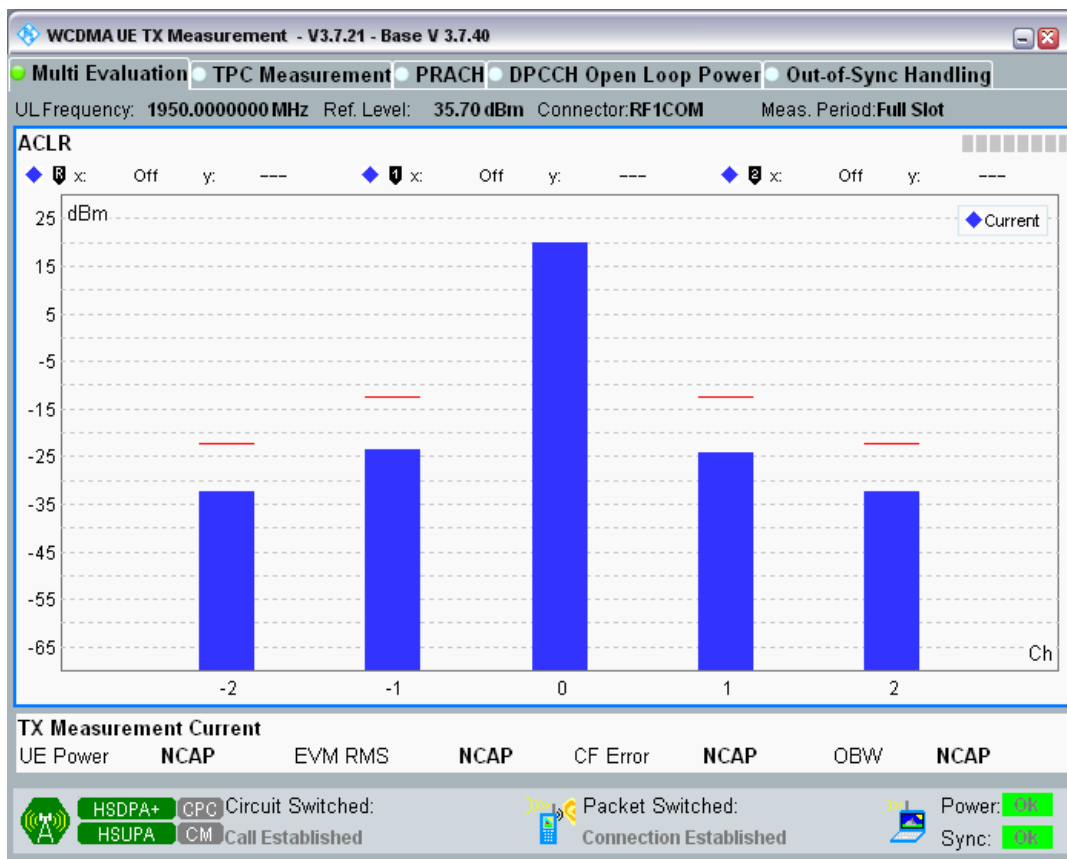 WCDMA UE TX Measurement - V3.7.21 - Base V 3.7.40
Multi Evaluation TPC Measurement PRACH DPCCH Open Loop Power Out-of-Sync Handling
UL Frequency: 1950.0000000 MHz Ref. Level: 35.70 dBm Connector:RF1COM Meas. Period:Full Slot
ACLR
R x: Off y: --- 1 x: Off y: --- 2 x: Off y: ---
dBm
Current
25
15
5
-5
-15
-25
-35
-45
-55
-65
Ch
-2 -1 0 1 2
TX Measurement Current
UE Power NCAP EVM RMS NCAP CF Error NCAP OBW NCAP
HSDPA+ CPC Circuit Switched: Packet Switched: Power: OK
HSUPA CM Call Established Connection Established Sync: OK